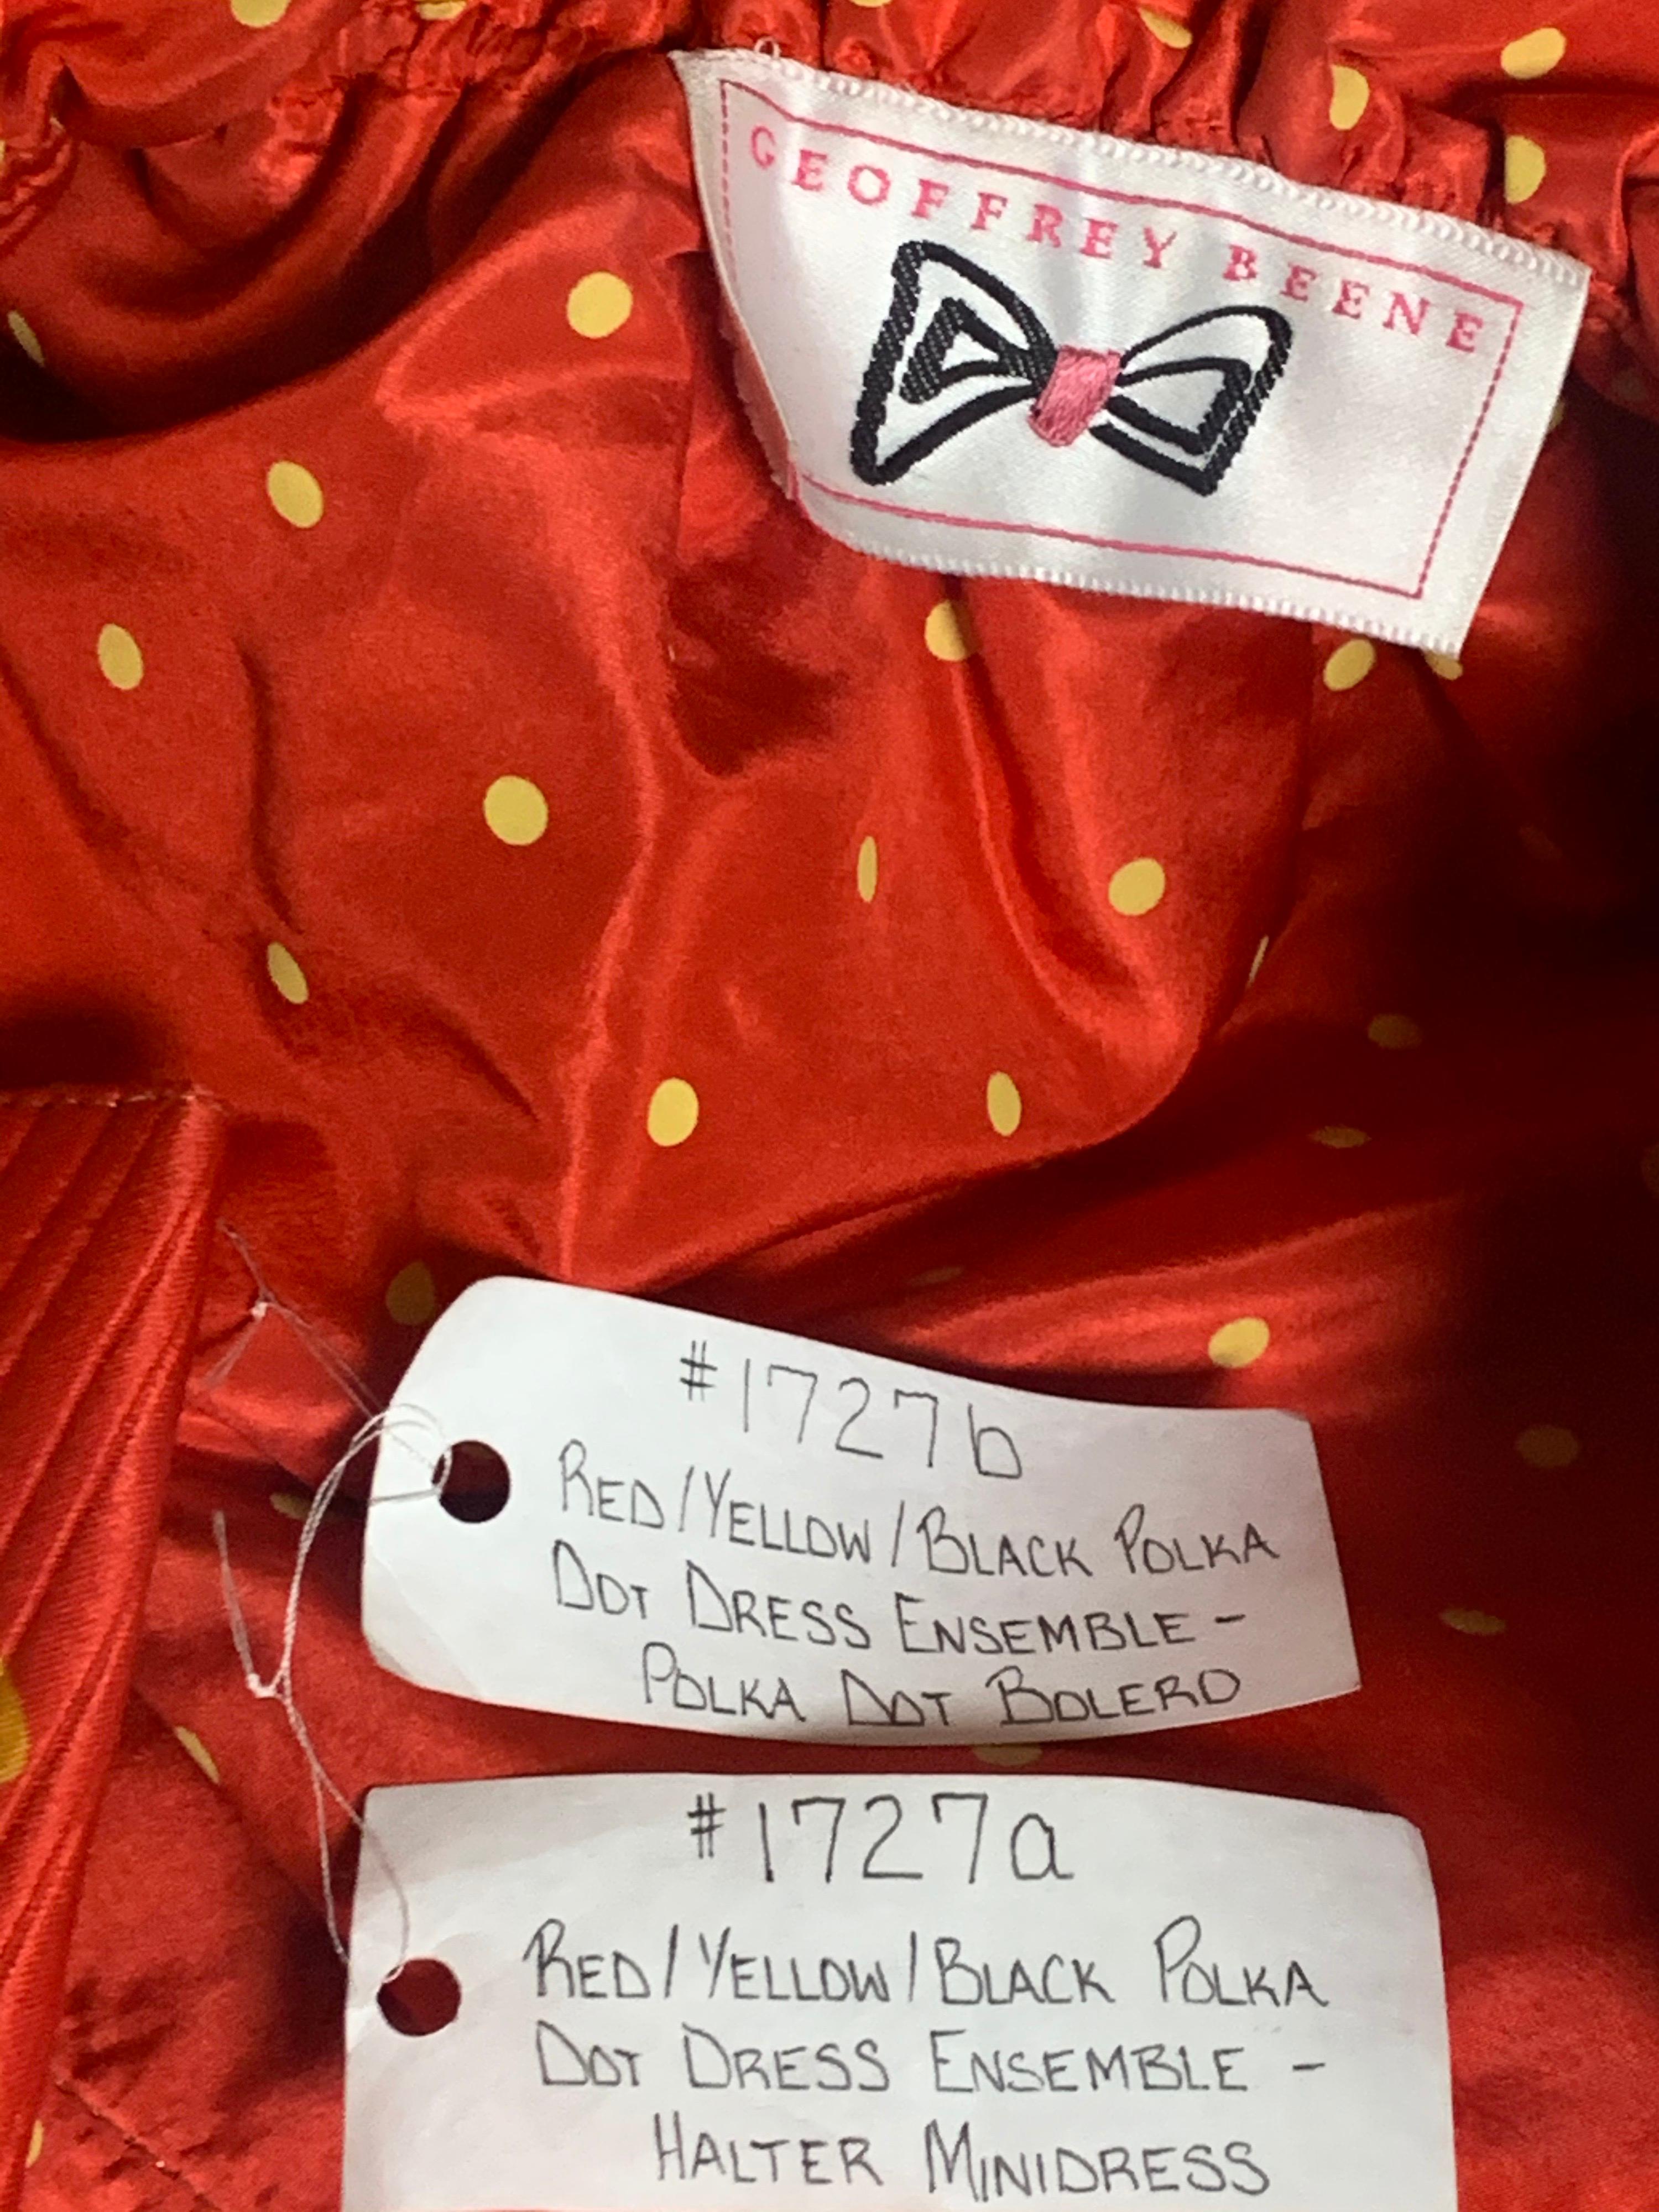 GEOFFREY BEENE
#1727b
RED/YELLOW/BLACK POLKA
DOT DRESS ENSEMBLE -
POLKA DOT BOLERO
#1727a
RED/YELLOW/BLACK POLKA
DOT DRESS ENSEMBLE -
HALTER MINIDRESS